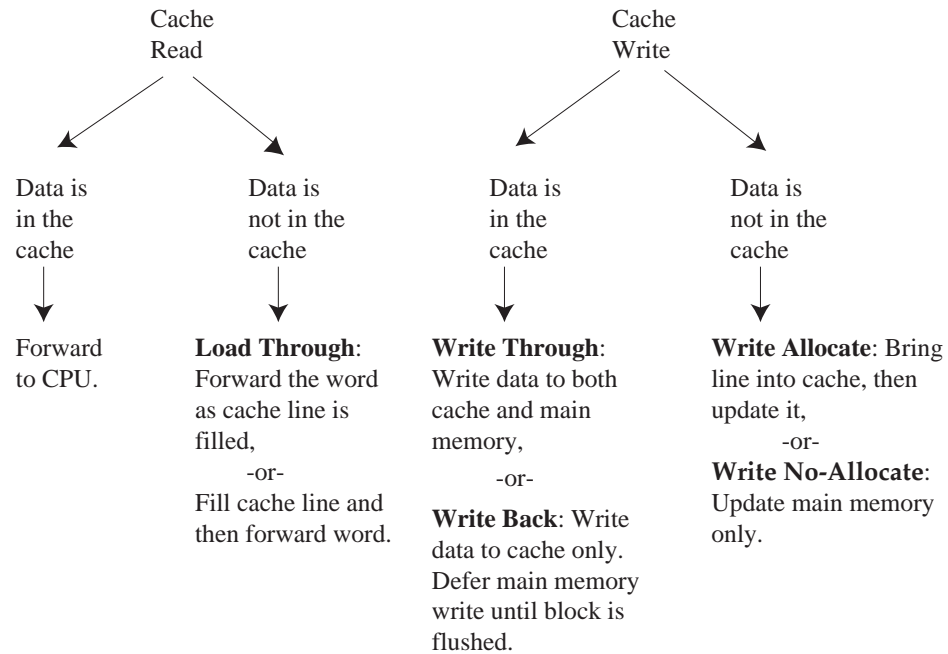 Cache
Read
Cache
Write
Data is
in the
cache
Data is
not in the
cache
Data is
in the
cache
Data is
not in the
cache
Forward
to CPU.
Load Through:
Forward the word
as cache line is
filled,
-or-
Fill cache line and
then forward word.
Write Through:
Write data to both
cache and main
memory,
-or-
Write Back: Write
data to cache only.
Defer main memory
write until block is
flushed.
Write Allocate: Bring
line into cache, then
update it,
-or-
Write No-Allocate:
Update main memory
only.